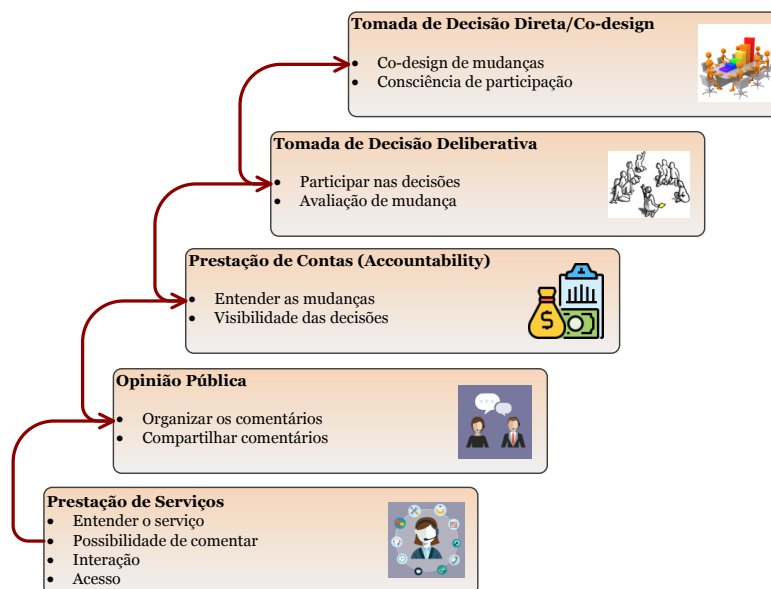 Tomada de Decisão Direta/Co-design
• Co-design de mudanças
• Consciência de participação
Tomada de Decisão Deliberativa
• Participar nas decisões
• Avaliação de mudança
Prestação de Contas (Accountability)
• Entender as mudanças
• Visibilidade das decisões
Opinião Pública
• Organizar os comentários
• Compartilhar comentários
Prestação de Serviços
• Entender o serviço
• Possibilidade de comentar
• Interação
• Acesso